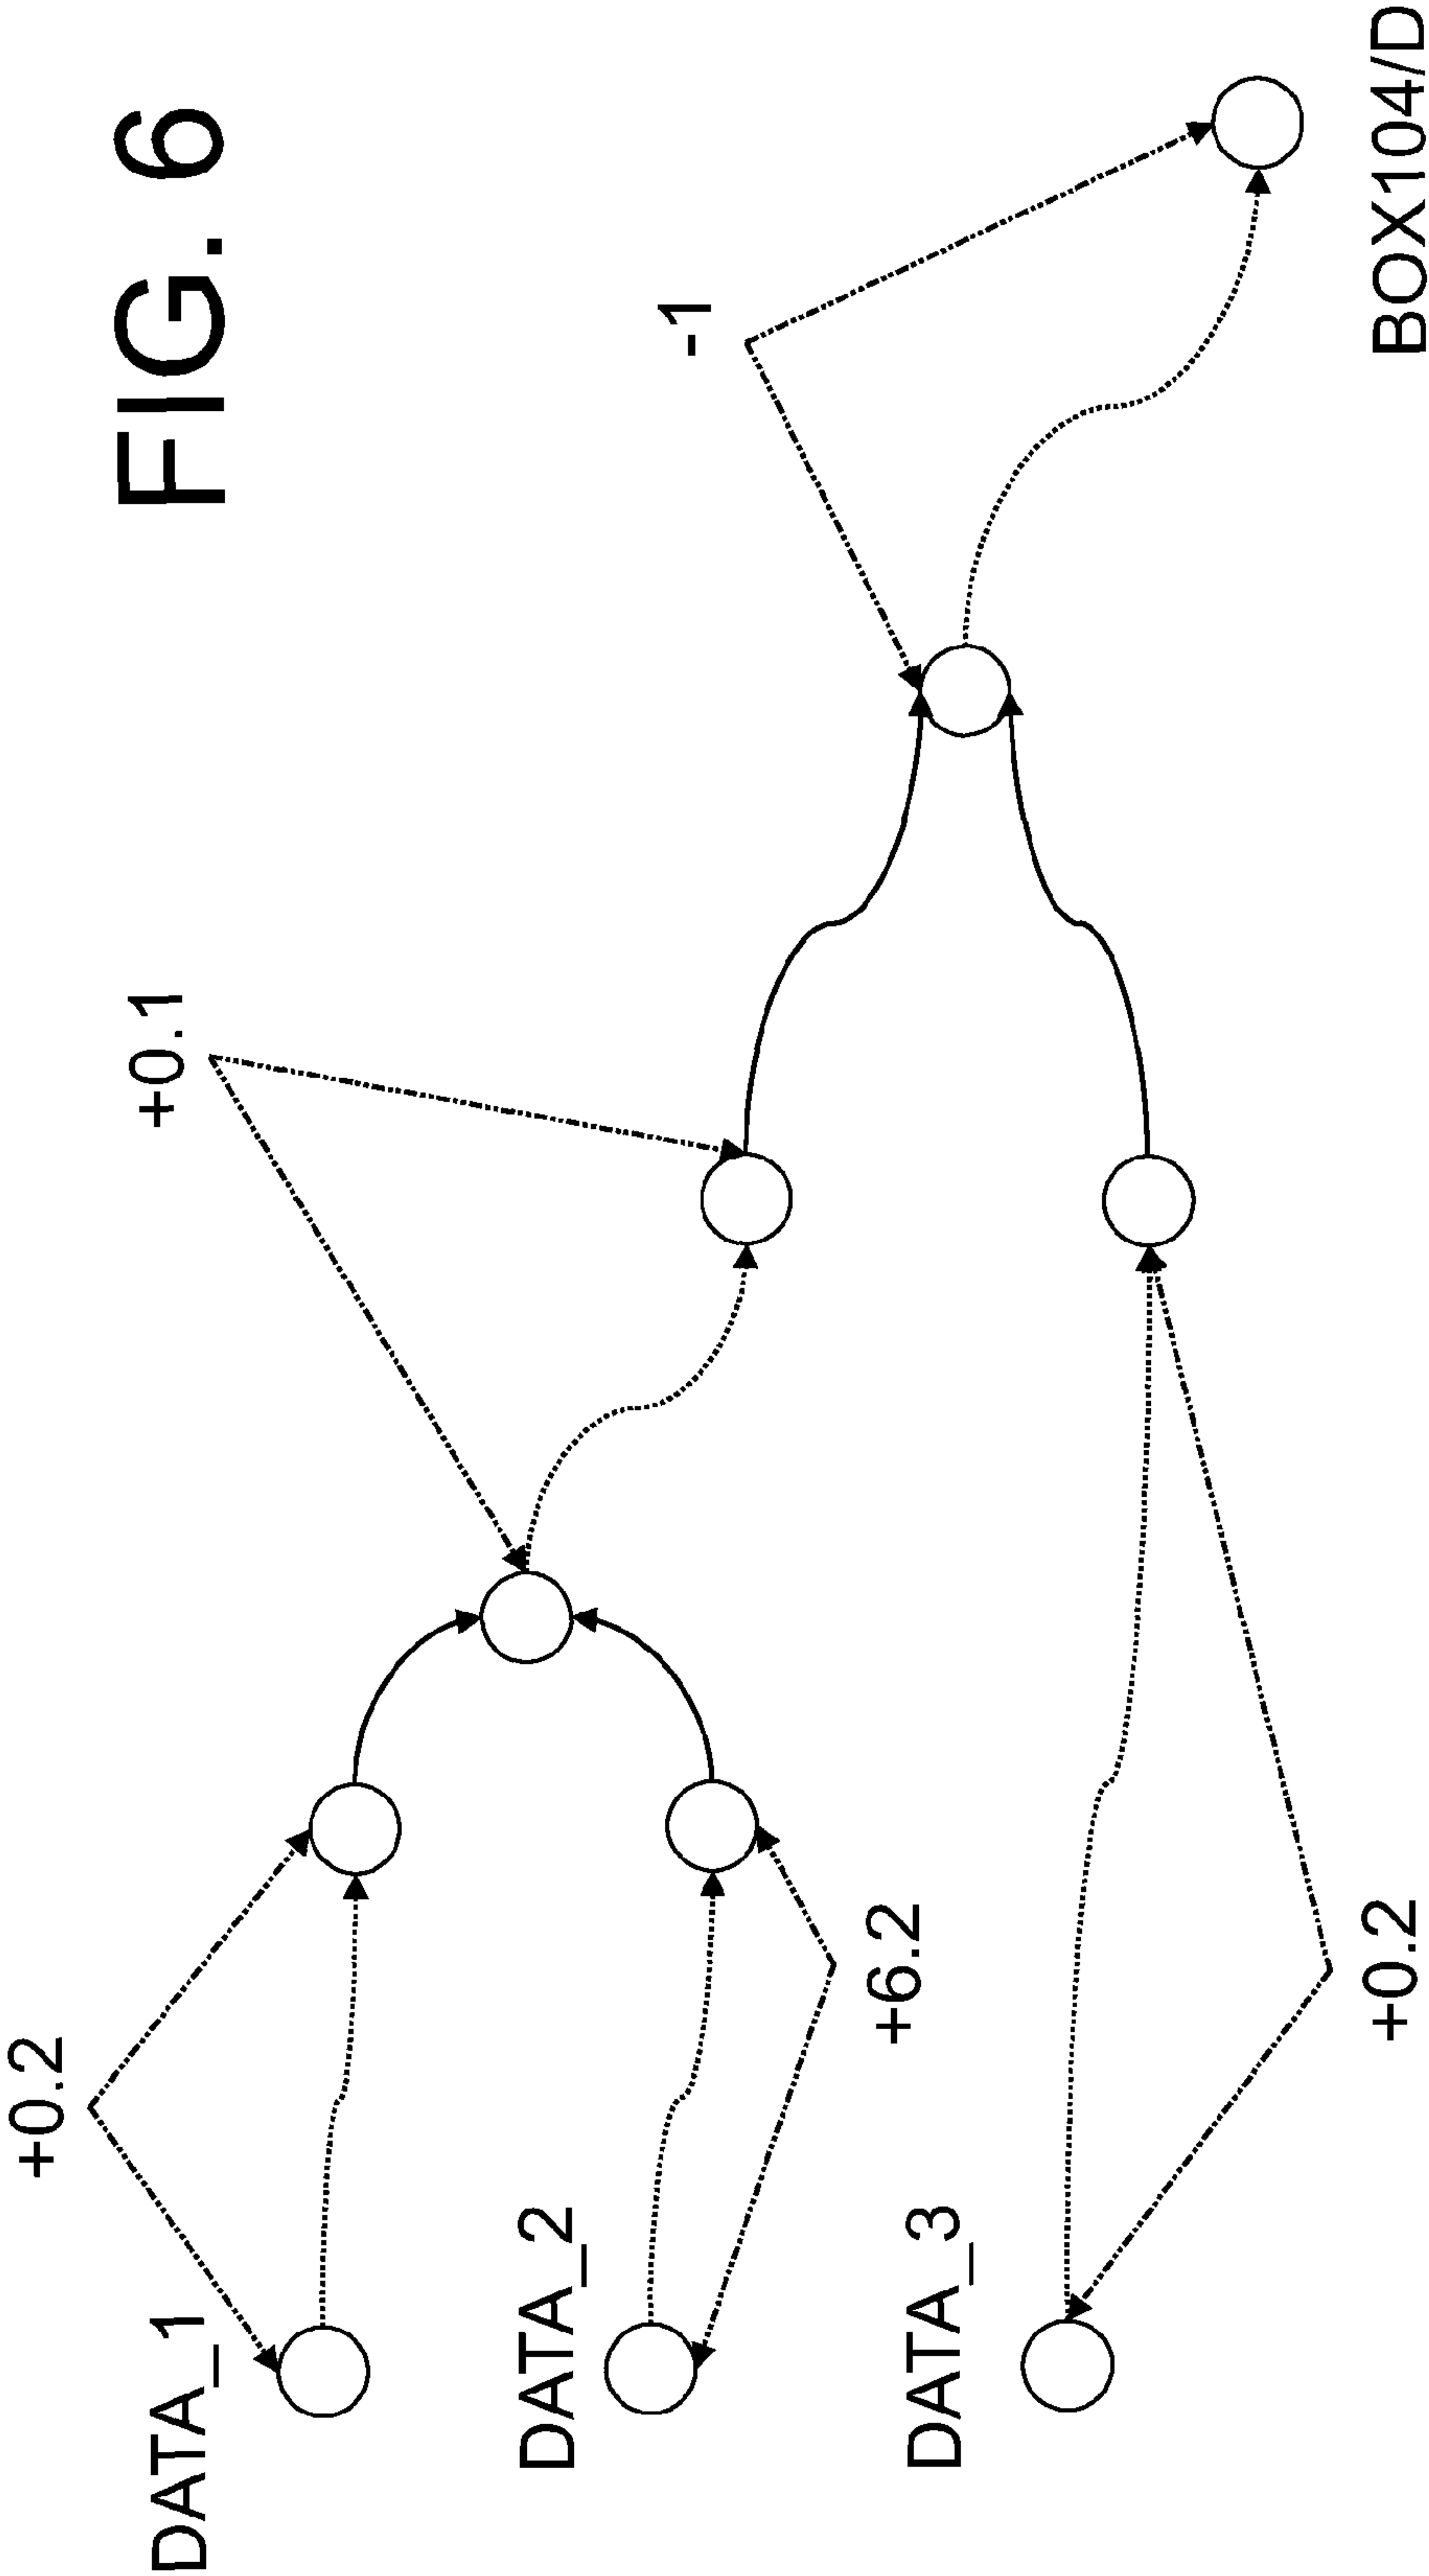 FIG. 6
+0.2
DATA_1
+0.1
-1
DATA_2
+6.2
DATA_3
+0.2
BOX104/D